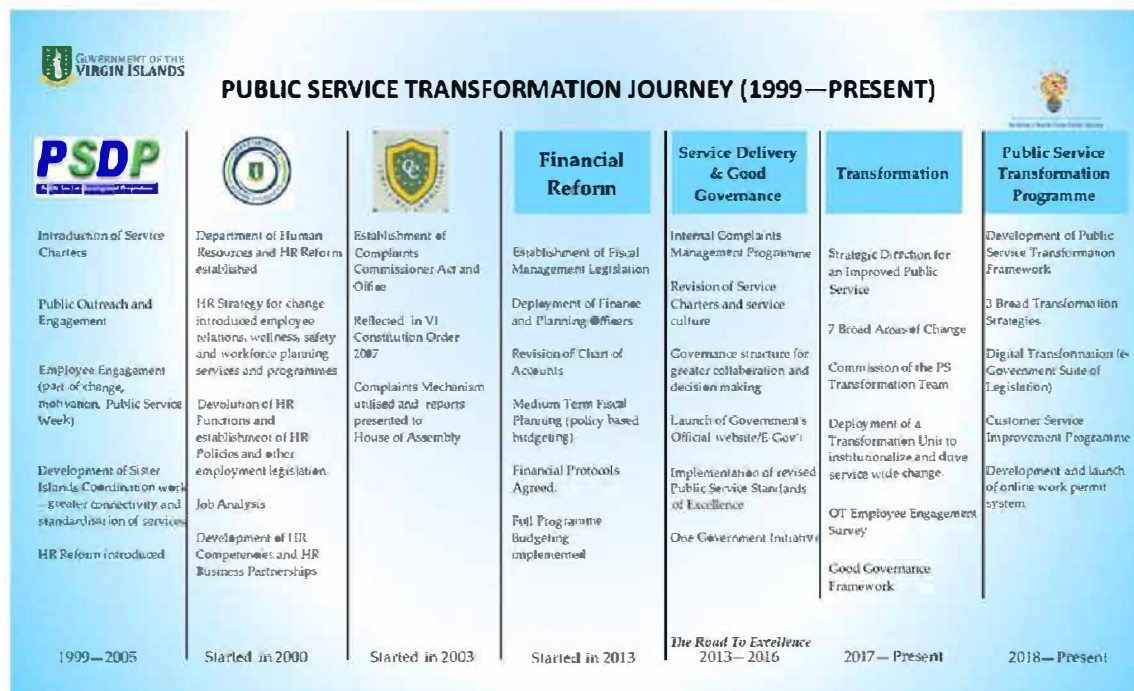 GOVERNMENT OF THE
VIRGIN ISLANDS
PUBLIC SERVICE TRANSFORMATION JOURNEY (1999—PRESENT)
PSDP
Introduction of Service
Charters
Public Outreach and
Engagement
Employee Engagement
(part of change,
motivation, Public Service
Week)
Development of Sister
Islands Coordination work
– greater connectivity and
standardisation of services
HR Reform introduced
1999—2005
Department of Human
Resources and HR Reform
established
HR Strategy for change
introduced employee
relations, wellness, safety
and workforce planning
services and programmes
Devolution of HR
Functions and
establishment of HR
Policies and other
employment legislation.
Job Analysis
Development of HR
Competencies and HR
Business Partnerships
Started in 2000
CC
Establishment of
Complaints
Commissioner Act and
Office
Reflected in VI
Constitution Order
2007
Complaints Mechanism
utilised and reports
presented to
House of Assembly
Started in 2003
Financial
Reform
Establishment of Fiscal
Management Legislation
Deployment of Finance
and Planning Officers
Revision of Chart of
Accounts
Medium Term Fiscal
Planning (policy based
budgeting)
Financial Protocols
Agreed.
Full Programme
Budgeting
implemented
Started in 2013
Service Delivery
& Good
Governance
Internal Complaints
Management Programme
Revision of Service
Charters and service
culture
Governance structure for
greater collaboration and
decision making
Launch of Government's
Official website/E-Gov't
Implementation of revised
Public Service Standards
of Excellence
One Government Initiative
The Road To Excellence
2013—2016
Transformation
Strategic Direction for
an Improved Public
Service
7 Broad Areas of Change
Commission of the PS
Transformation Team
Deployment of a
Transformation Unit to
institutionalize and drive
service wide change.
OT Employee Engagement
Survey
Good Governance
Framework
2017—Present
Public Service
Transformation
Programme
Development of Public
Service Transformation
Framework
3 Broad Transformation
Strategies
Digital Transformation (e-
Government Suite of
Legislation)
Customer Service
Improvement Programme
Development and launch
of online work permit
system
2018—Present